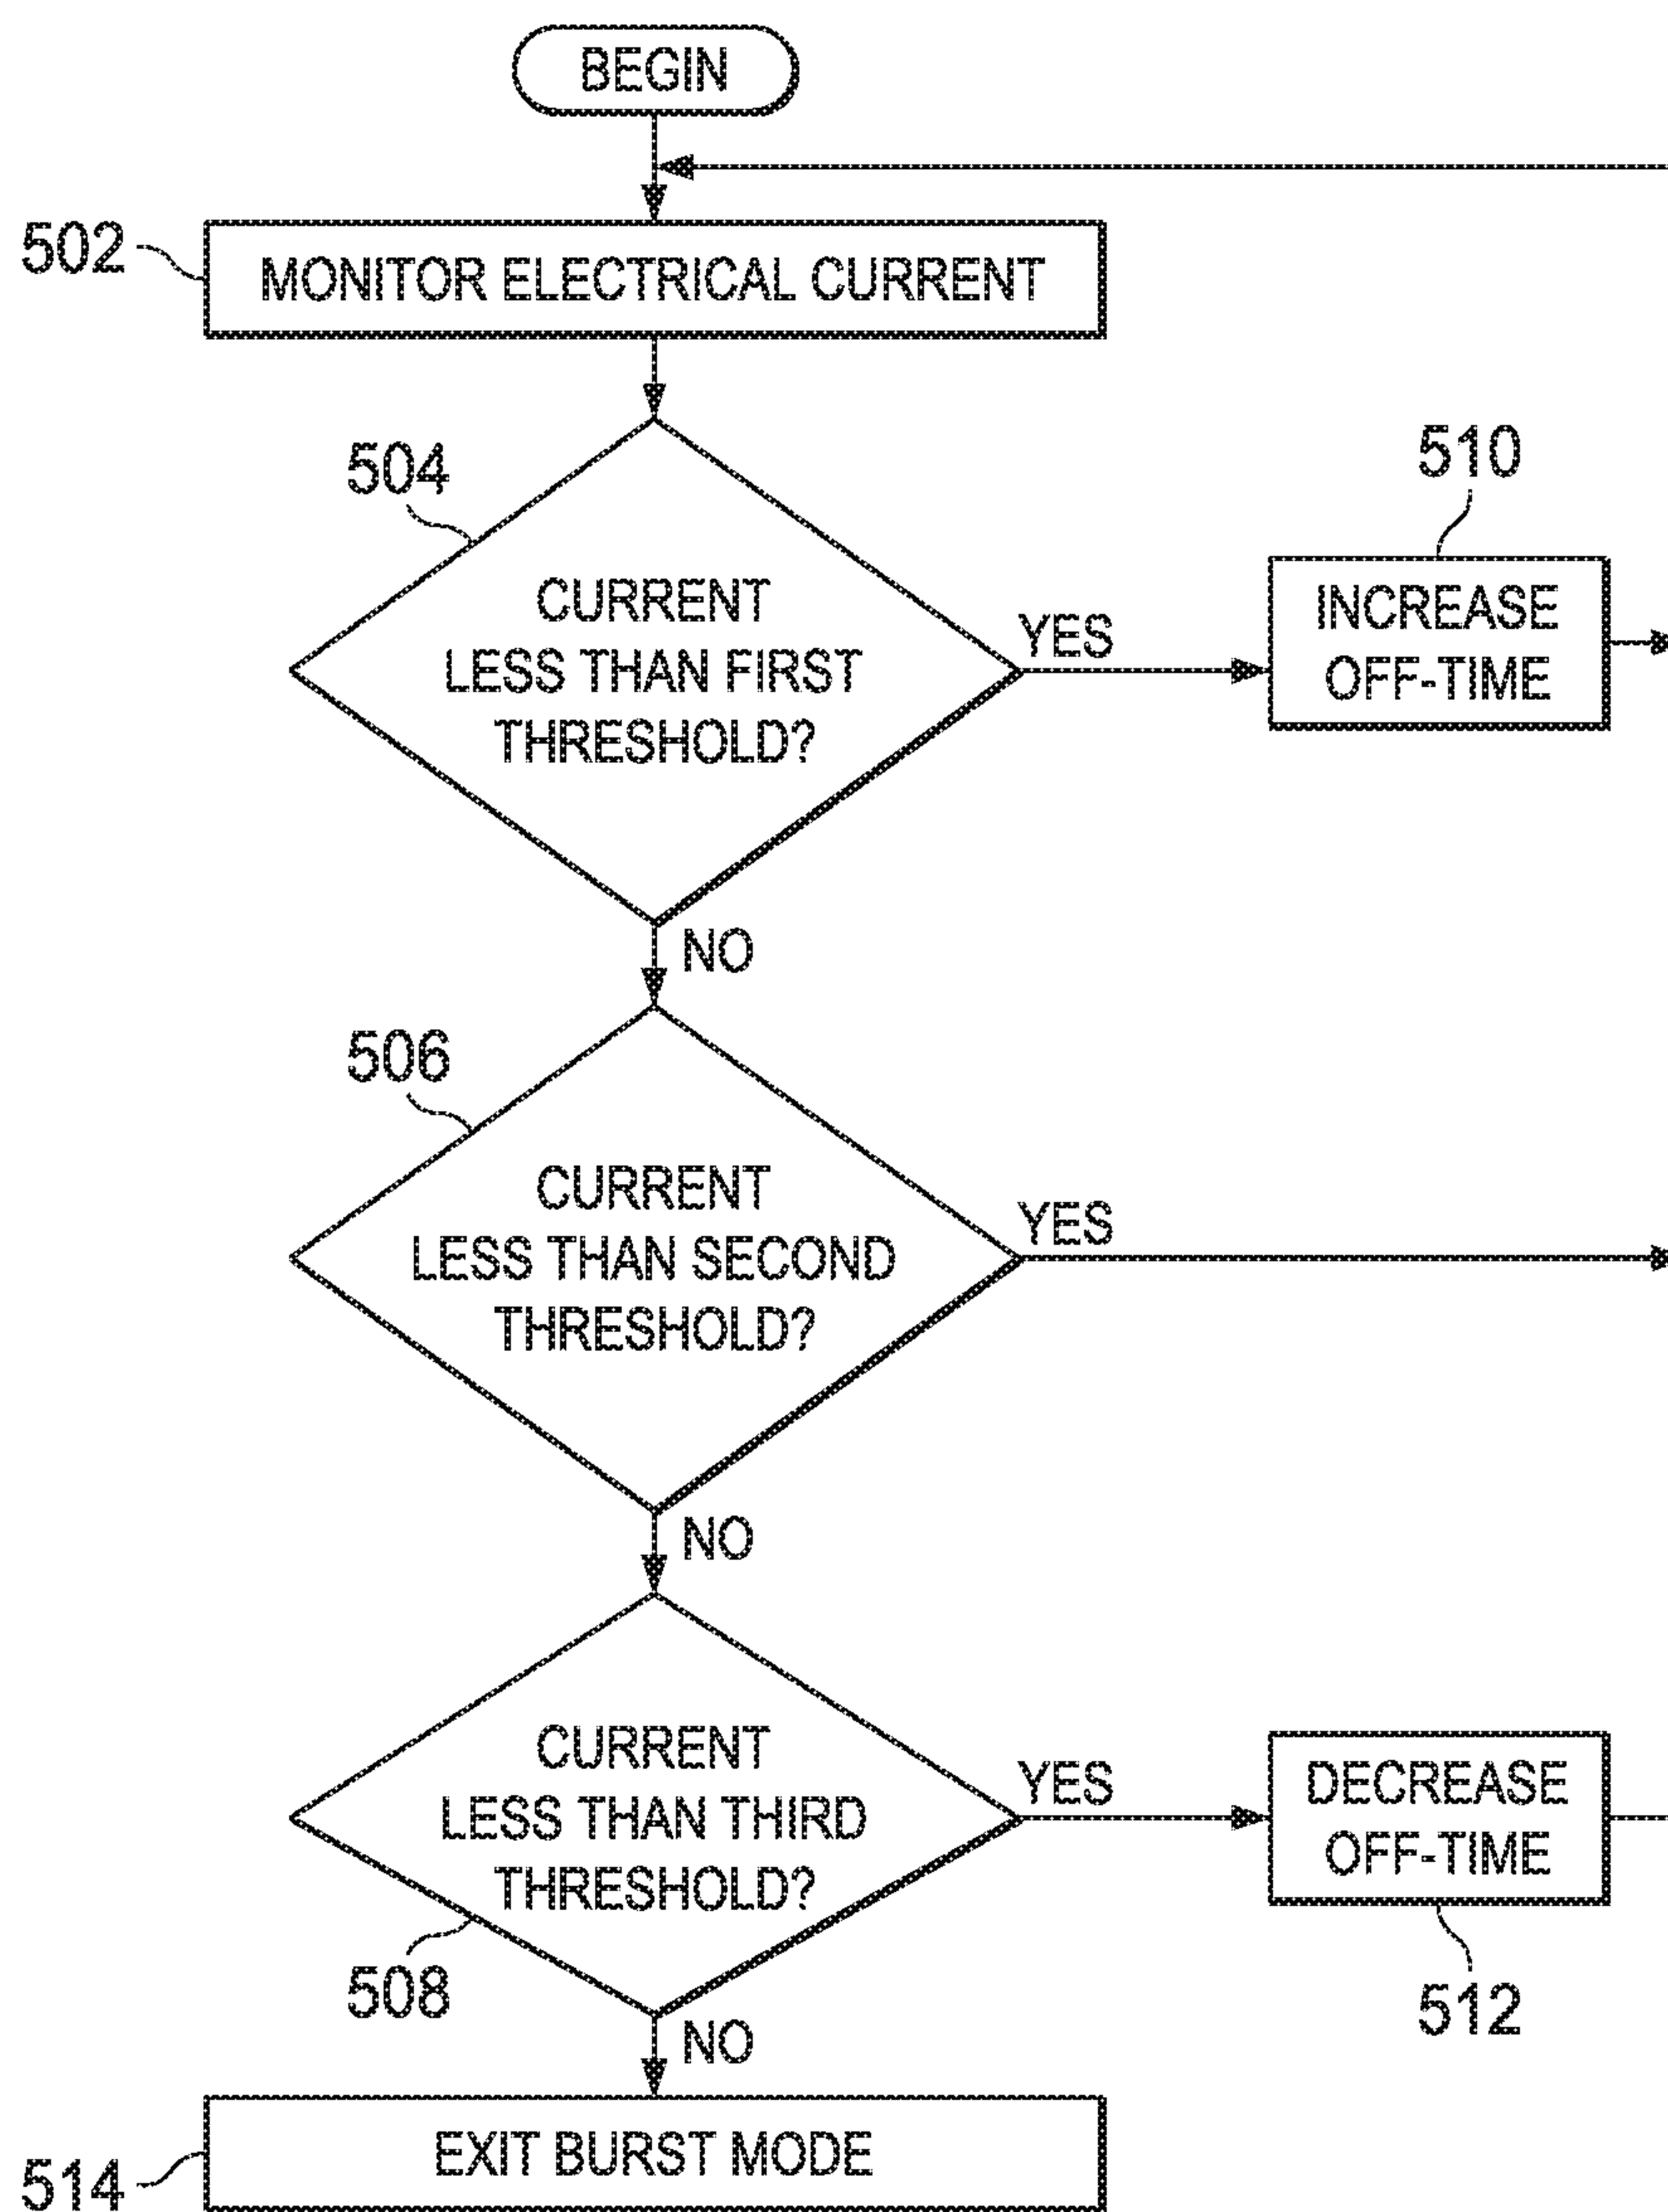 BEGIN
502
MONITOR ELECTRICAL CURRENT
504
CURRENT
LESS THAN FIRST
THRESHOLD?
YES
510
INCREASE
OFF-TIME
NO
506
CURRENT
LESS THAN SECOND
THRESHOLD?
YES
NO
CURRENT
LESS THAN THIRD
THRESHOLD?
508
YES
DECREASE
OFF-TIME
512
NO
514
EXIT BURST MODE